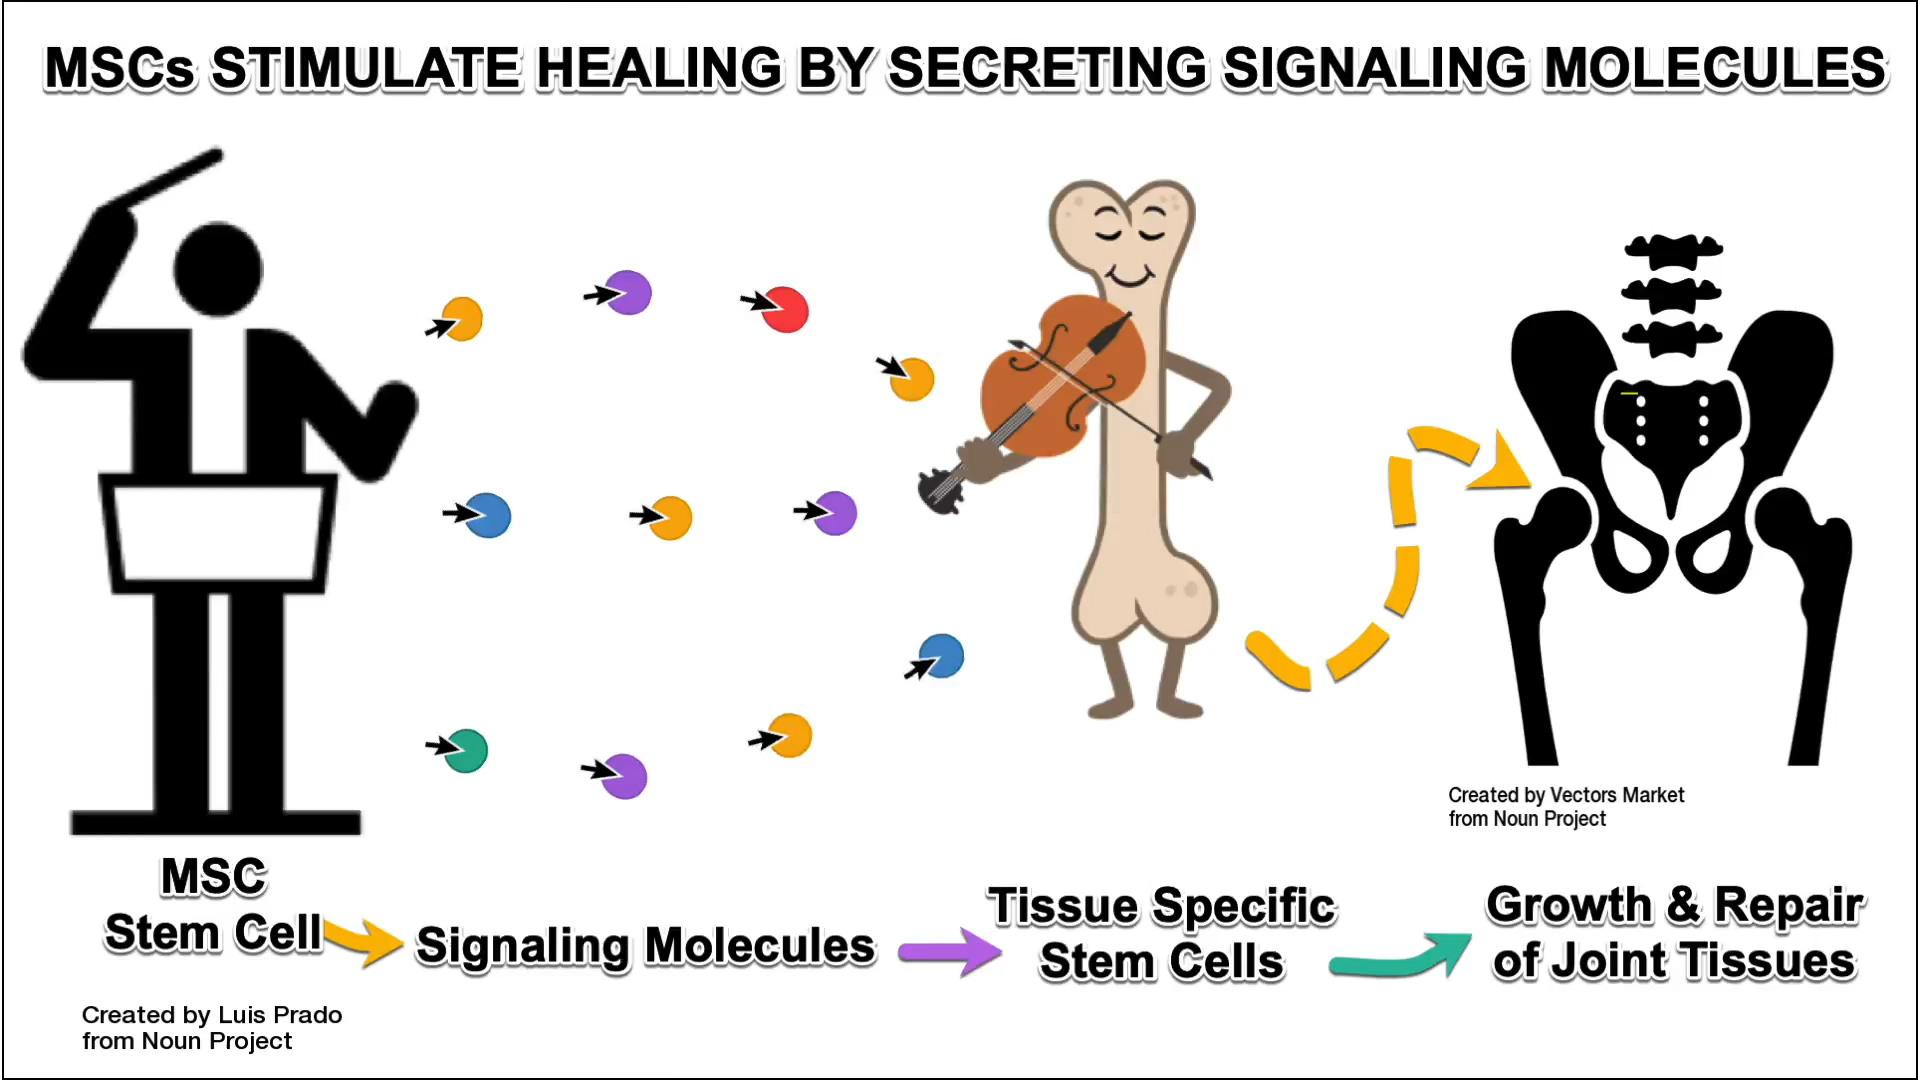 MSCs STIMULATE HEALING BY SECRETING SIGNALING MOLECULES
Created by Vectors Market
from Noun Project
MSC
Stem Cell
Signaling Molecules
Tissue Specific
Stem Cells
Growth & Repair
of Joint Tissues
Created by Luis Prado
from Noun Project